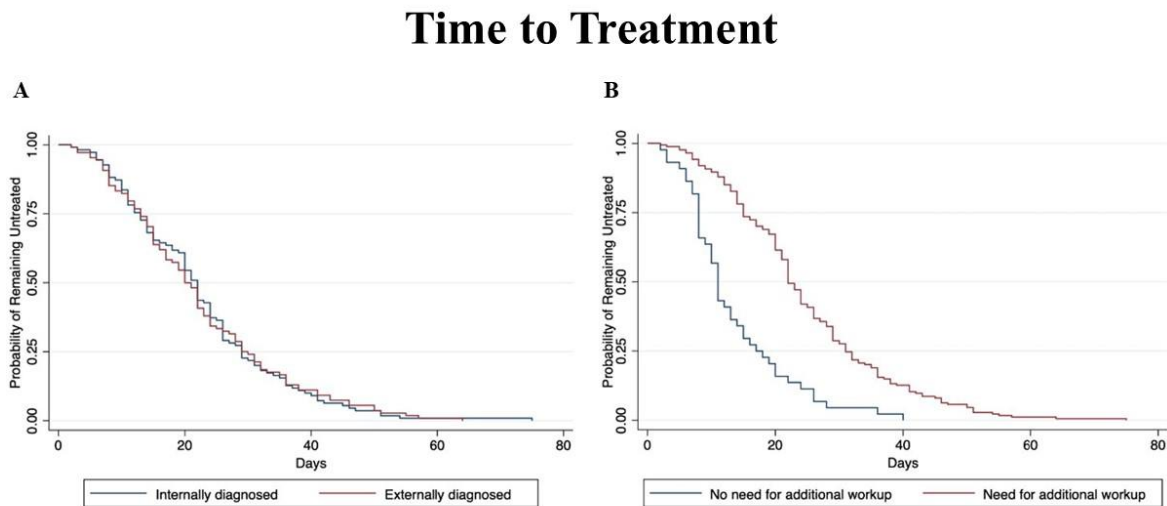 Time to Treatment
A
B
Probability of Remaining Untreated
1.00
0.75
0.50
0.25
0.00
0
20
40
60
80
Days
Internally diagnosed
Externally diagnosed
Probability of Remaining Untreated
1.00
0.75
0.50
0.25
0.00
0
20
40
60
80
Days
No need for additional workup
Need for additional workup